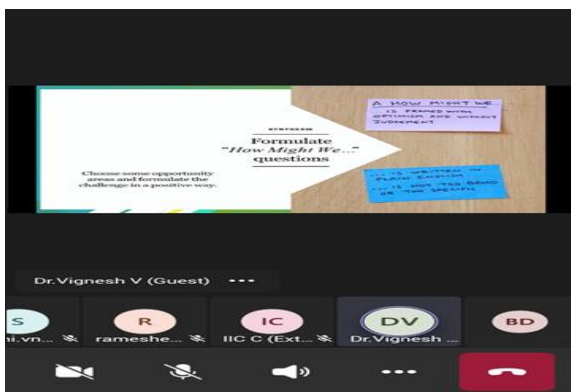 SYNTHESIS
Formulate
"How Might We..."
questions
Choose some opportunity
areas and formulate the
challenge in a positive way.
A HOW MIGHT WE
IS FRAMED WITH
OPTIMISM AND WITHOUT
JUDGEMENT
... IS WRITTEN IN
PLAIN ENGLISH
... IS NOT TOO BROAD
OR TOO SPECIFIC
Dr.Vignesh V (Guest) •••
S
R
IC
DV
BD
ni.vn...
rameshe...
IIC C (Ext...
Dr.Vignesh ...